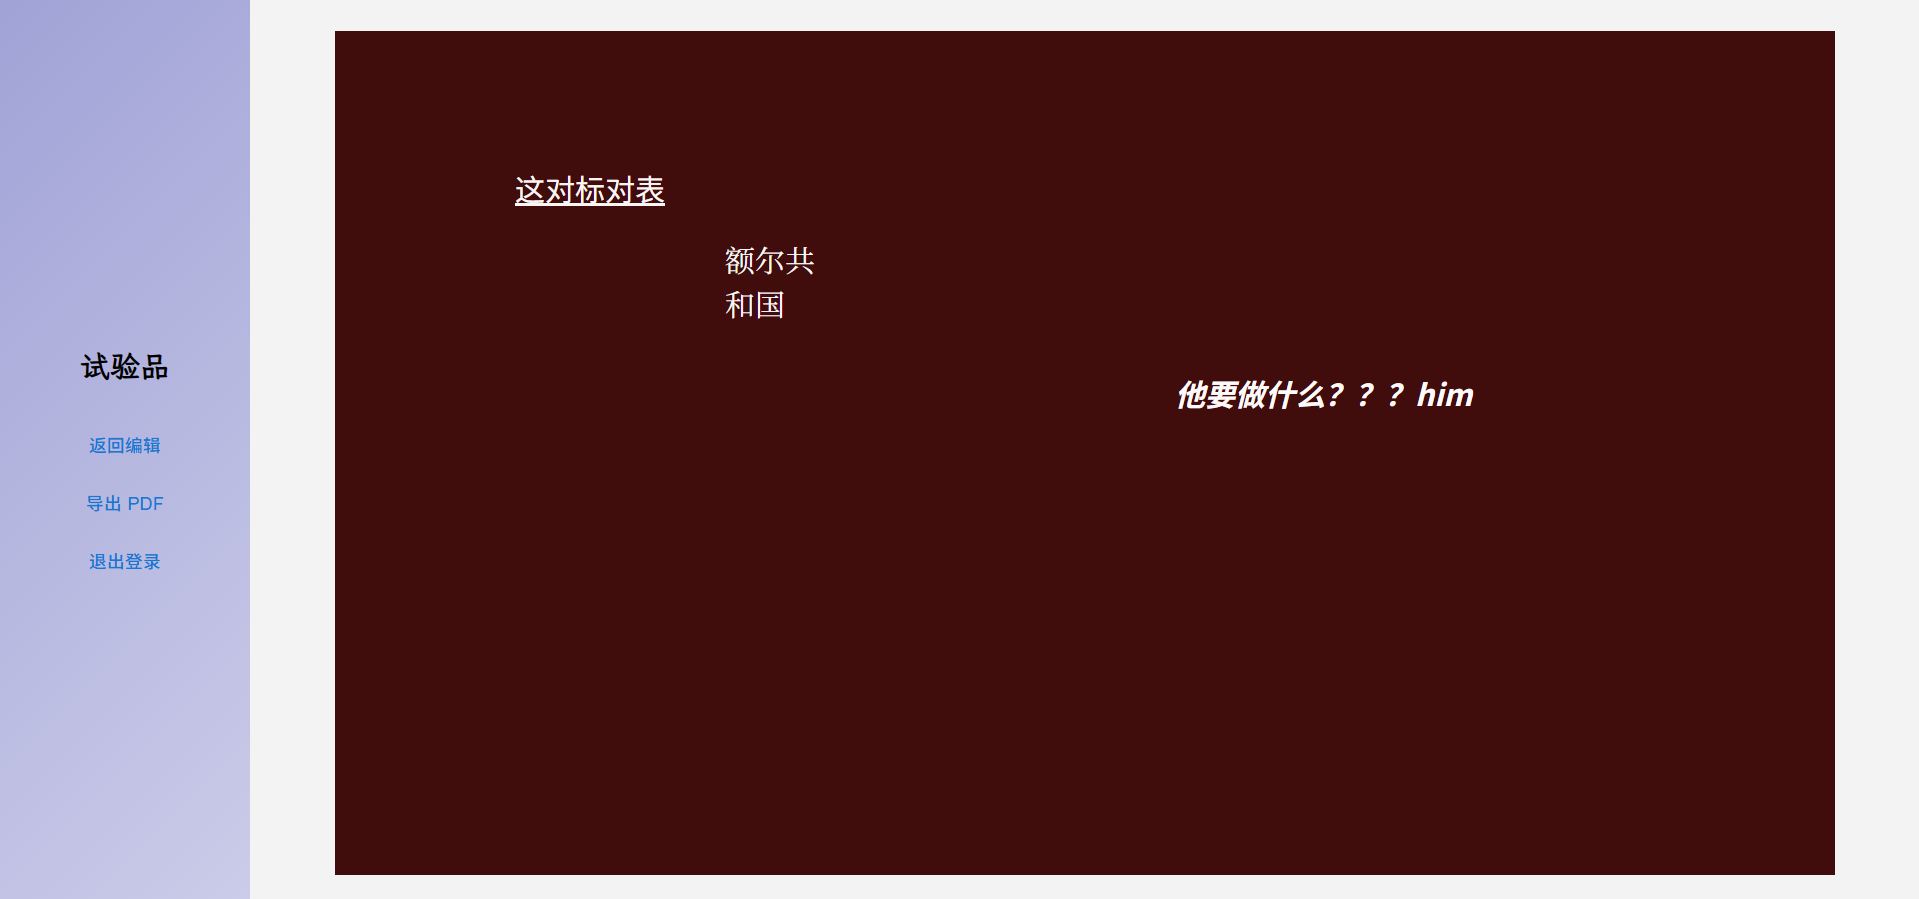 试验品
返回编辑
导出 PDF
退出登录
这对标对表
额尔共
和国
他要做什么？？？him